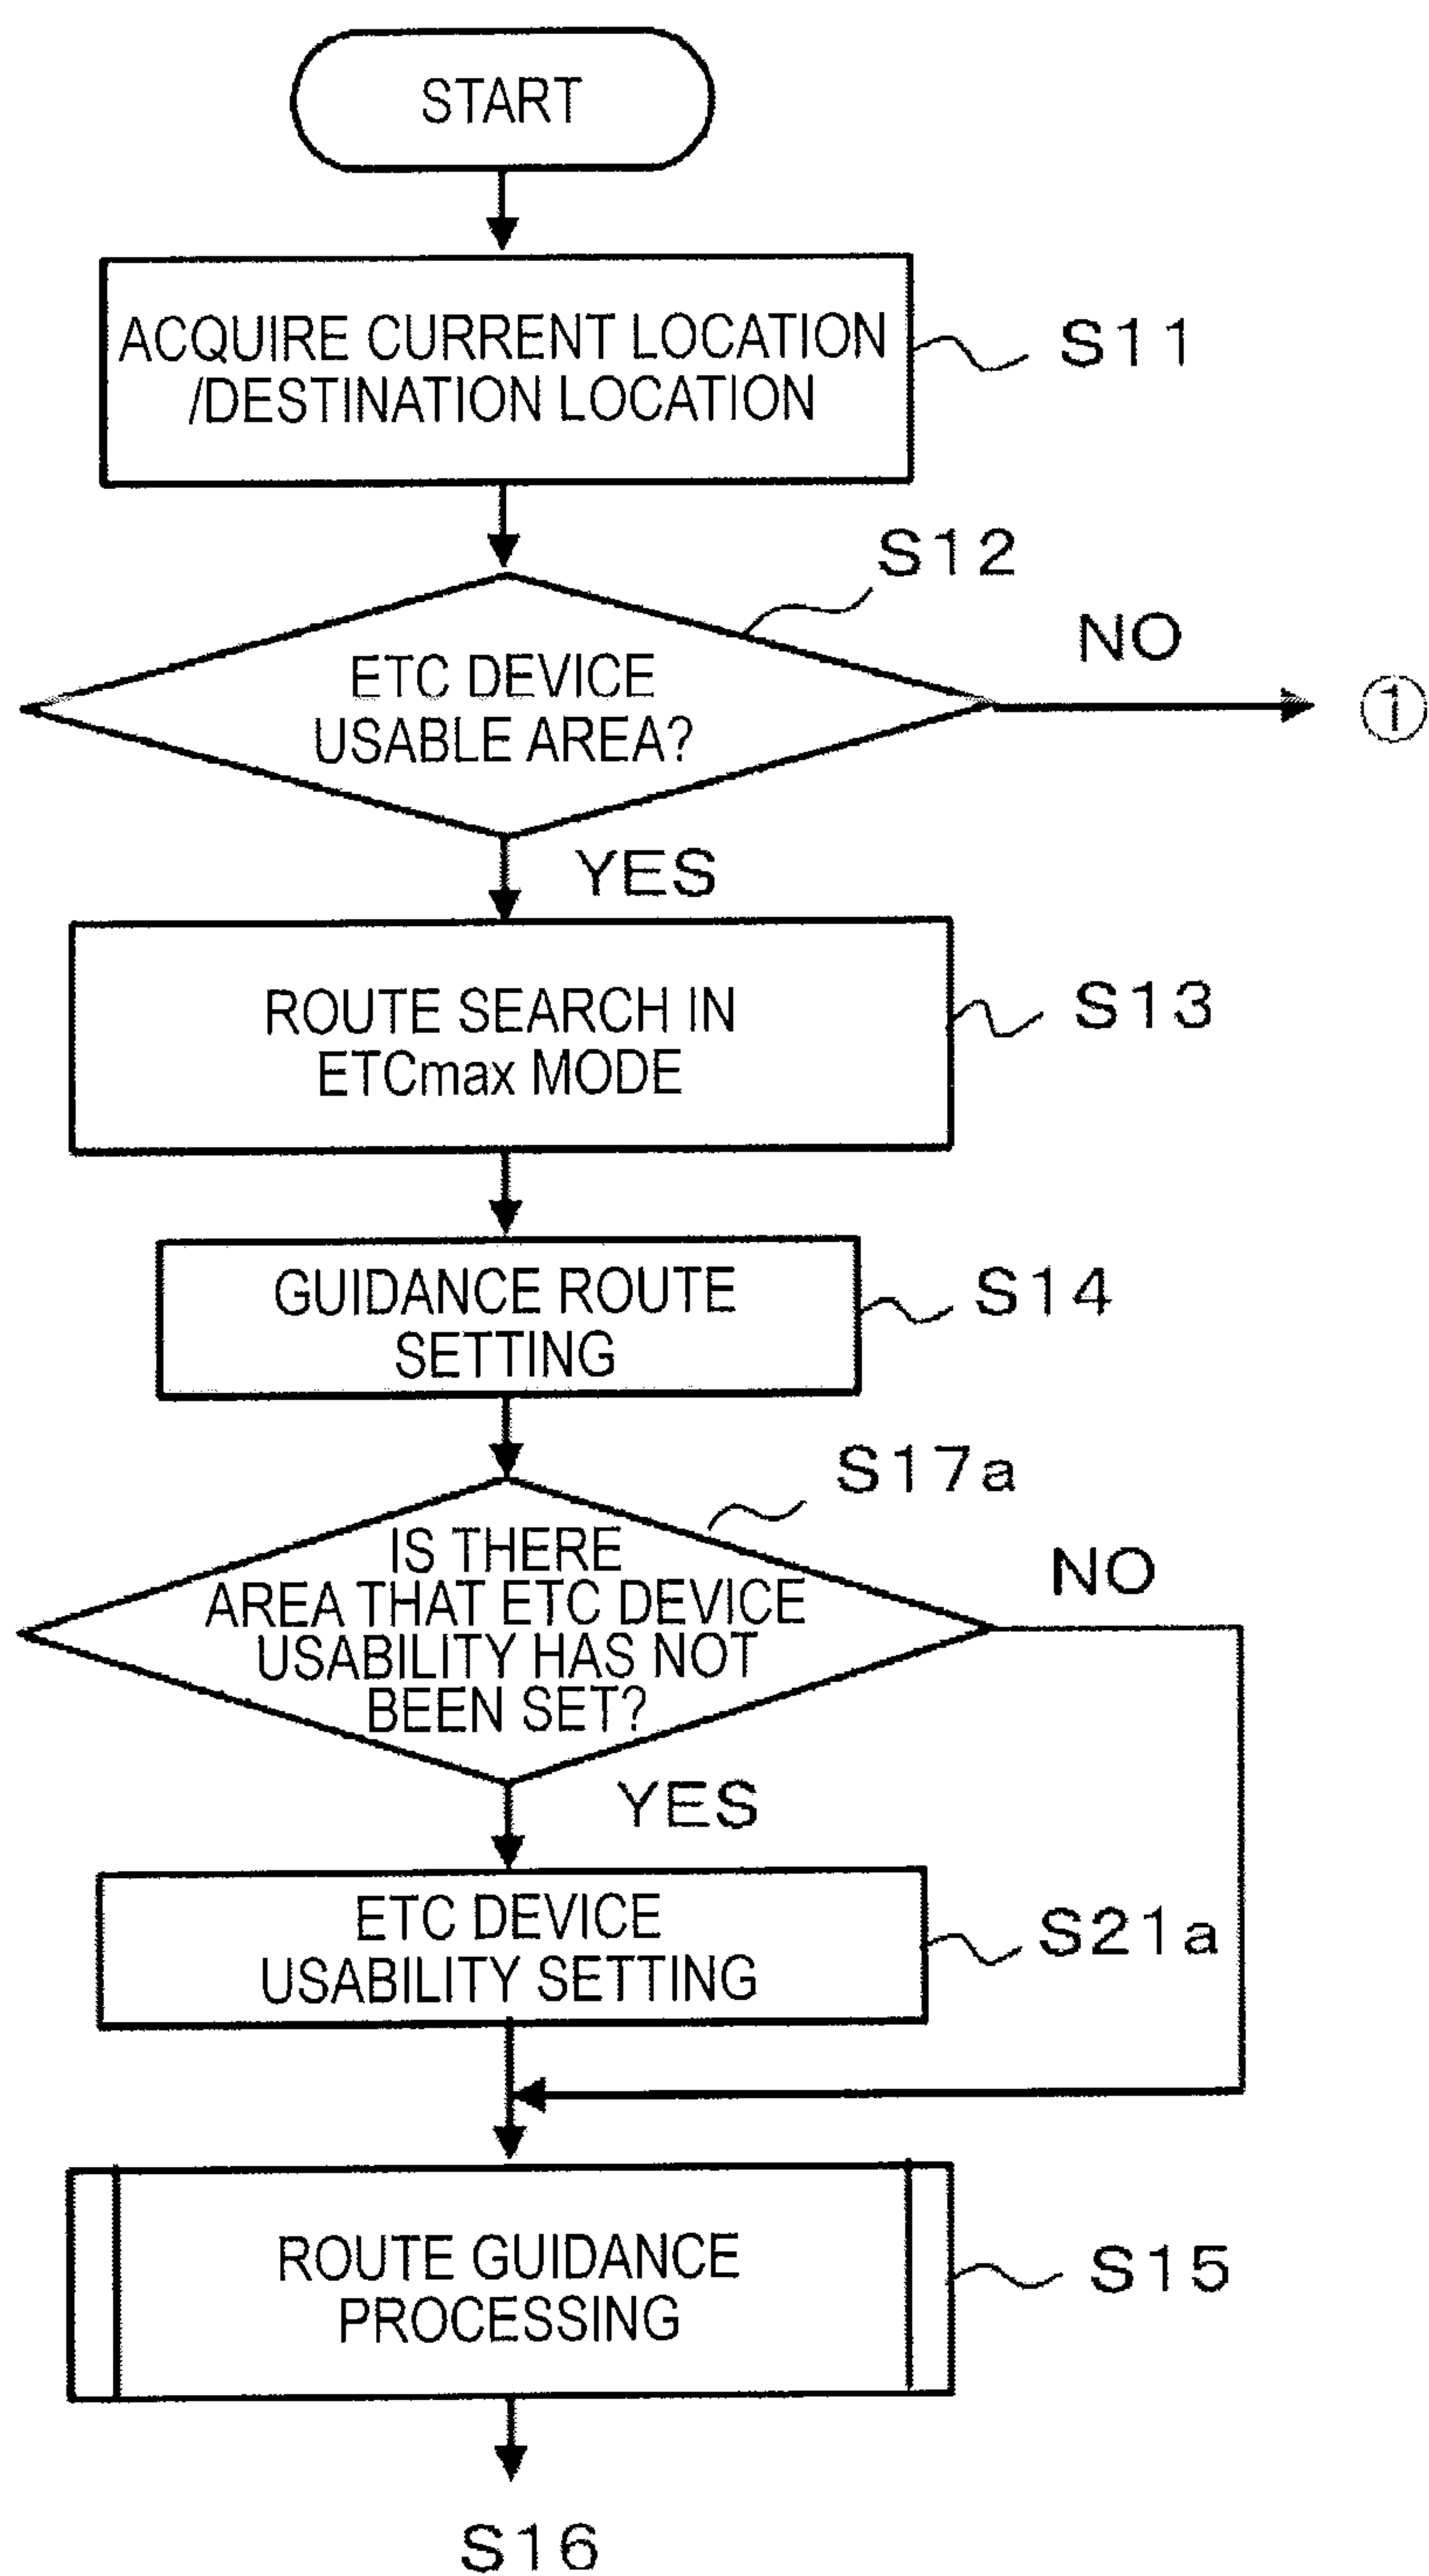 START
ACQUIRE CURRENT LOCATION
/DESTINATION LOCATION
S11
S12
ETC DEVICE
USABLE AREA?
NO
①
YES
ROUTE SEARCH IN
ETCmax MODE
S13
GUIDANCE ROUTE
SETTING
S14
S17a
IS THERE
AREA THAT ETC DEVICE
USABILITY HAS NOT
BEEN SET?
NO
YES
ETC DEVICE
USABILITY SETTING
S21a
ROUTE GUIDANCE
PROCESSING
S15
S16